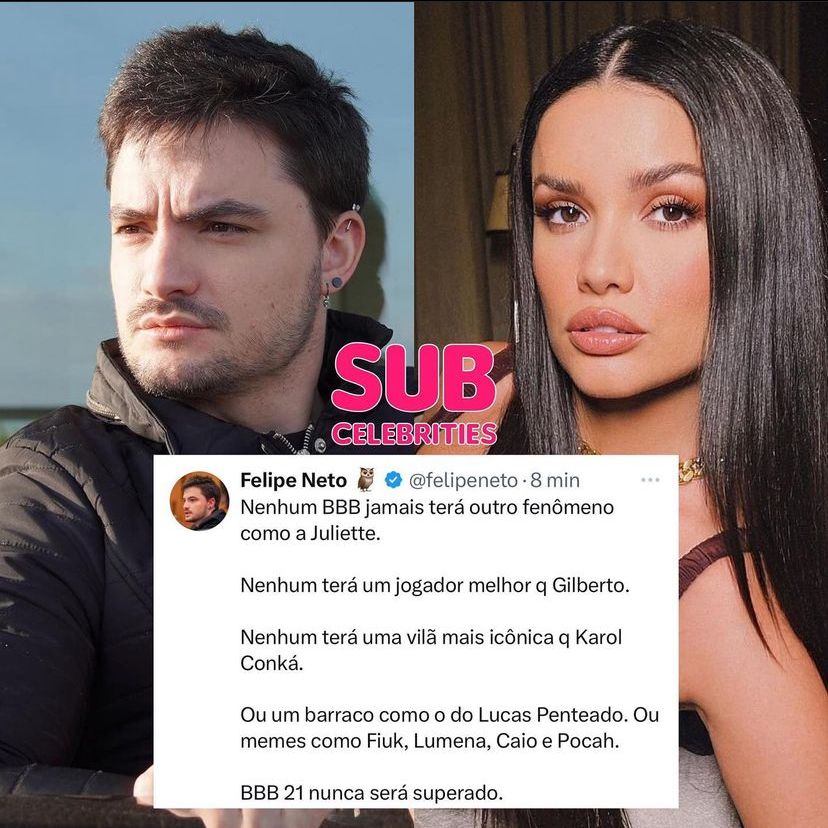 SUB
CELEBRITIES
Felipe Neto 🦉 @felipeneto · 8 min
Nenhum BBB jamais terá outro fenômeno
como a Juliette.
Nenhum terá um jogador melhor q Gilberto.
Nenhum terá uma vilã mais icônica q Karol
Conká.
Ou um barraco como o do Lucas Penteado. Ou
memes como Fiuk, Lumena, Caio e Pocah.
BBB 21 nunca será superado.